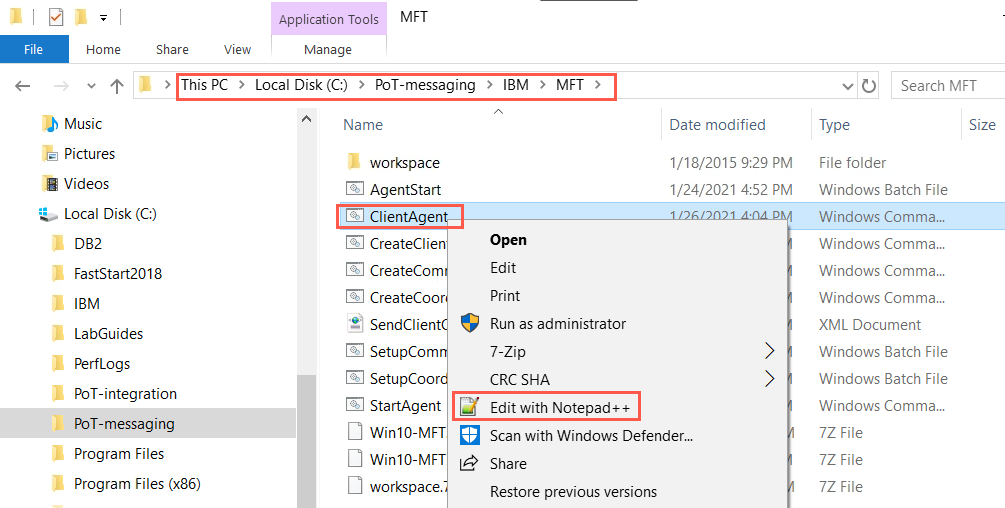 Application Tools MFT
File Home Share View Manage
This PC Local Disk (C:) PoT-messaging IBM MFT Search MFT
Music
Pictures
Videos
Local Disk (C:)
DB2
FastStart2018
IBM
LabGuides
PerfLogs
PoT-integration
PoT-messaging
Program Files
Program Files (x86)
Name Date modified Type Size
workspace 1/18/2015 9:29 PM File folder
AgentStart 1/24/2021 4:52 PM Windows Batch File
ClientAgent 1/26/2021 4:04 PM Windows Comma...
CreateClient Windows Comma...
CreateComm Windows Comma...
CreateCoord Windows Comma...
SendClientC XML Document
SetupComm Windows Batch File
SetupCoord Windows Batch File
StartAgent Windows Batch File
Win10-MFT 7Z File
Win10-MFT 7Z File
workspace.7 7Z File
Open
Edit
Print
Run as administrator
7-Zip
CRC SHA
Edit with Notepad++
Scan with Windows Defender...
Share
Restore previous versions